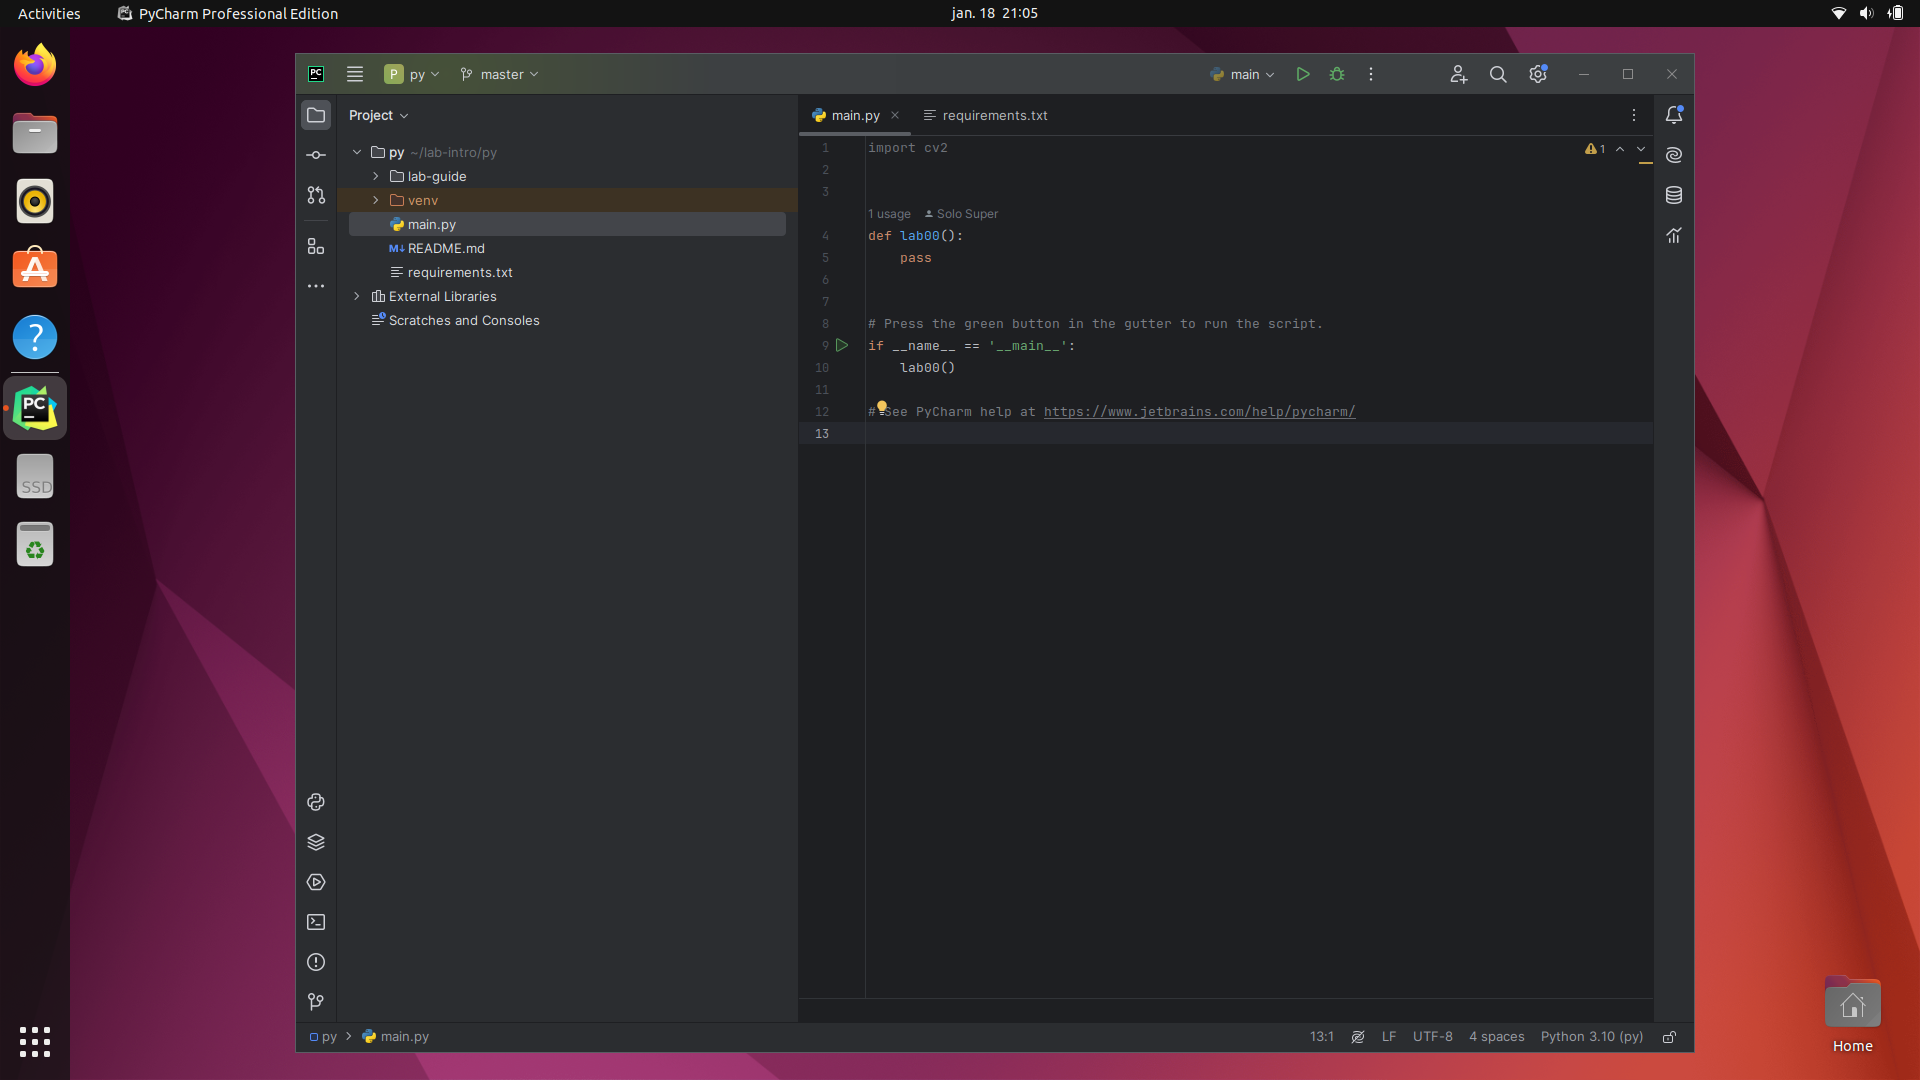 Activities
PyCharm Professional Edition
jan. 18 21:05
PC
P py
master
main
Project
main.py
requirements.txt
py ~/lab-intro/py
lab-guide
venv
main.py
M↓ README.md
requirements.txt
External Libraries
Scratches and Consoles
1 import cv2
2
3
1 usage Solo Super
4 def lab00():
5 pass
6
7
8 # Press the green button in the gutter to run the script.
9 if __name__ == '__main__':
10 lab00()
11
12 # See PyCharm help at https://www.jetbrains.com/help/pycharm/
13
1
PC
SSD
py
main.py
13:1
LF
UTF-8
4 spaces
Python 3.10 (py)
Home